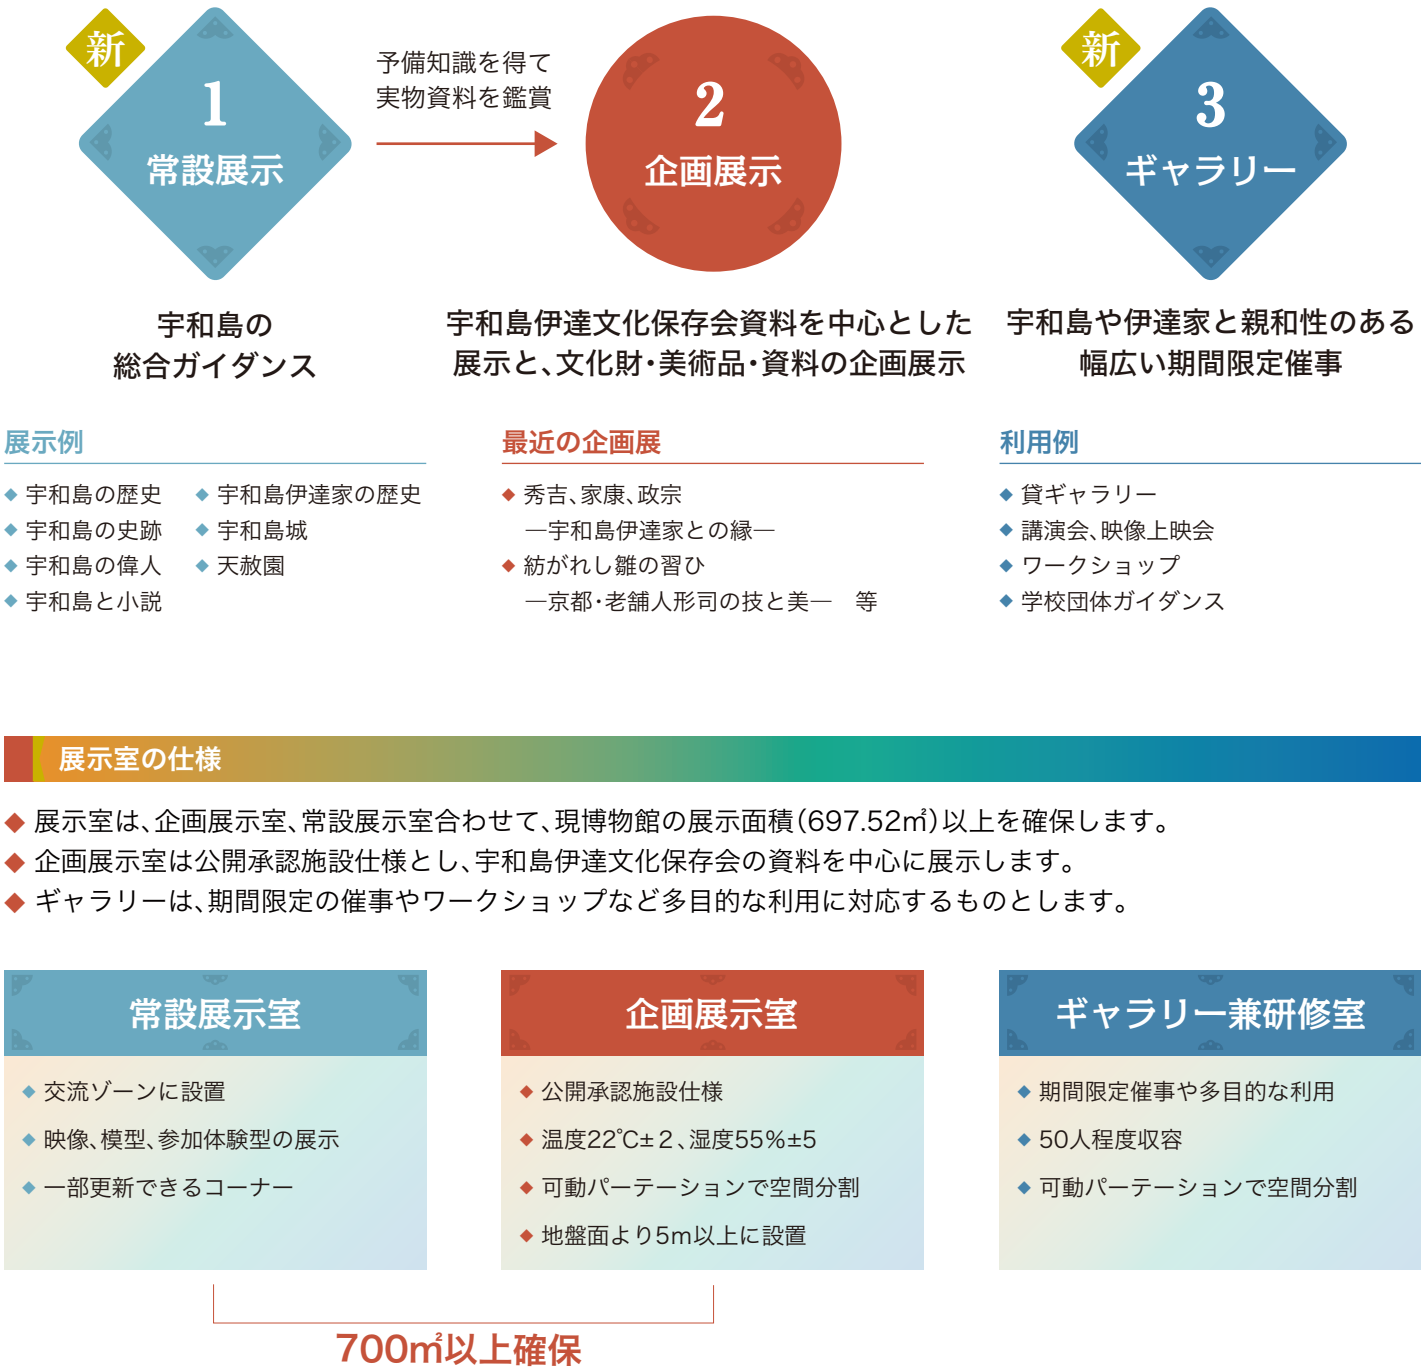 新
1
常設展示
予備知識を得て
実物資料を鑑賞
2
企画展示
新
3
ギャラリー
宇和島の
総合ガイダンス
宇和島伊達文化保存会資料を中心とした
展示と、文化財・美術品・資料の企画展示
宇和島や伊達家と親和性のある
幅広い期間限定催事
展示例
◆ 宇和島の歴史
◆ 宇和島の史跡
◆ 宇和島の偉人
◆ 宇和島と小説
◆ 宇和島伊達家の歴史
◆ 宇和島城
◆ 天赦園
最近の企画展
◆ 秀吉、家康、政宗
―宇和島伊達家との縁―
◆ 紡がれし雛の習ひ
―京都・老舗人形司の技と美―　等
利用例
◆ 貸ギャラリー
◆ 講演会、映像上映会
◆ ワークショップ
◆ 学校団体ガイダンス
展示室の仕様
◆ 展示室は、企画展示室、常設展示室合わせて、現博物館の展示面積（697.52㎡）以上を確保します。
◆ 企画展示室は公開承認施設仕様とし、宇和島伊達文化保存会の資料を中心に展示します。
◆ ギャラリーは、期間限定の催事やワークショップなど多目的な利用に対応するものとします。
常設展示室
◆ 交流ゾーンに設置
◆ 映像、模型、参加体験型の展示
◆ 一部更新できるコーナー
企画展示室
◆ 公開承認施設仕様
◆ 温度22℃±２、湿度55%±5
◆ 可動パーテーションで空間分割
◆ 地盤面より5m以上に設置
ギャラリー兼研修室
◆ 期間限定催事や多目的な利用
◆ 50人程度収容
◆ 可動パーテーションで空間分割
700㎡以上確保